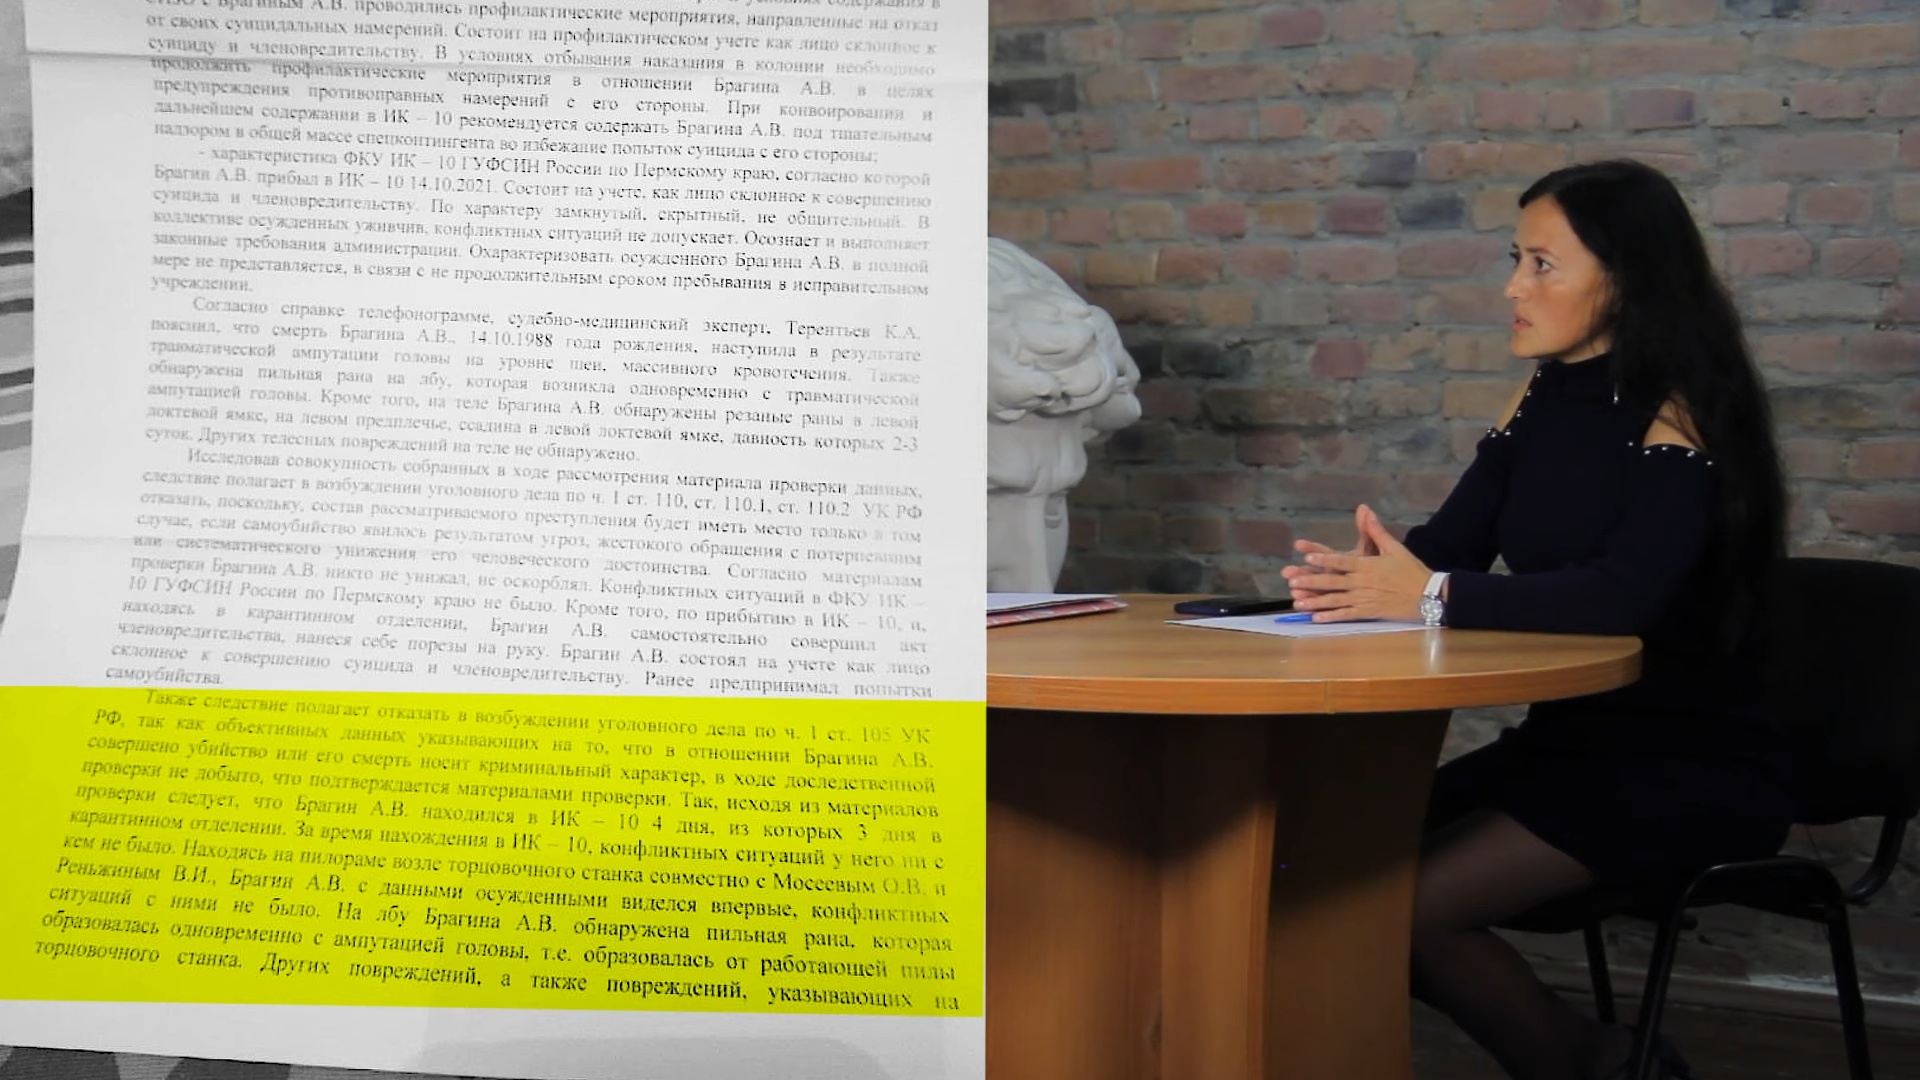 СИЗО с Брагиным А.В. проводились профилактические мероприятия, направленные на отказ
от своих суицидальных намерений. Состоит на профилактическом учете как лицо склонное к
суициду и членовредительству. В условиях отбывания наказания в колонии необходимо
продолжить профилактические мероприятия в отношении Брагина А.В. в целях
предупреждения противоправных намерений с его стороны. При конвоировании и
дальнейшем содержании в ИК – 10 рекомендуется содержать Брагина А.В. под тщательным
надзором в общей массе спецконтингента во избежание попыток суицида с его стороны;
- характеристика ФКУ ИК – 10 ГУФСИН России по Пермскому краю, согласно которой
Брагин А.В. прибыл в ИК – 10 14.10.2021. Состоит на учете, как лицо склонное к совершению
суицида и членовредительству. По характеру замкнутый, скрытный, не общительный. В
коллективе осужденных уживчив, конфликтных ситуаций не допускает. Осознает и выполняет
законные требования администрации. Охарактеризовать осужденного Брагина А.В. в полной
мере не представляется, в связи с не продолжительным сроком пребывания в исправительном
учреждении.
Согласно справке телефонограмме, судебно-медицинский эксперт, Терентьев К.А.
пояснил, что смерть Брагина А.В., 14.10.1988 года рождения, наступила в результате
травматической ампутации головы на уровне шеи, массивного кровотечения. Также
обнаружена пильная рана на лбу, которая возникла одновременно с травматической
ампутацией головы. Кроме того, на теле Брагина А.В. обнаружены резаные раны в левой
локтевой ямке, на левом предплечье, ссадина в левой локтевой ямке, давность которых 2-3
суток. Других телесных повреждений на теле не обнаружено.
Исследовав совокупность собранных в ходе рассмотрения материала проверки данных,
следствие полагает в возбуждении уголовного дела по ч. 1 ст. 110, ст. 110.1, ст. 110.2 УК РФ
отказать, поскольку, состав рассматриваемого преступления будет иметь место только в том
случае, если самоубийство явилось результатом угроз, жестокого обращения с потерпевшим
или систематического унижения его человеческого достоинства. Согласно материалам
проверки Брагина А.В. никто не унижал, не оскорблял. Конфликтных ситуаций в ФКУ ИК –
10 ГУФСИН России по Пермскому краю не было. Кроме того, по прибытию в ИК – 10, и,
находясь в карантинном отделении, Брагин А.В. самостоятельно совершил акт
членовредительства, нанеся себе порезы на руку. Брагин А.В. состоял на учете как лицо
склонное к совершению суицида и членовредительству. Ранее предпринимал попытки
самоубийства.
Также следствие полагает отказать в возбуждении уголовного дела по ч. 1 ст. 105 УК
РФ, так как объективных данных указывающих на то, что в отношении Брагина А.В.
совершено убийство или его смерть носит криминальный характер, в ходе доследственной
проверки не добыто, что подтверждается материалами проверки. Так, исходя из материалов
проверки следует, что Брагин А.В. находился в ИК – 10 4 дня, из которых 3 дня в
карантинном отделении. За время нахождения в ИК – 10, конфликтных ситуаций у него ни с
кем не было. Находясь на пилораме возле торцовочного станка совместно с Мосеевым О.В. и
Реньжиным В.И., Брагин А.В. с данными осужденными виделся впервые, конфликтных
ситуаций с ними не было. На лбу Брагина А.В. обнаружена пильная рана, которая
образовалась одновременно с ампутацией головы, т.е. образовалась от работающей пилы
торцовочного станка. Других повреждений, а также повреждений, указывающих на